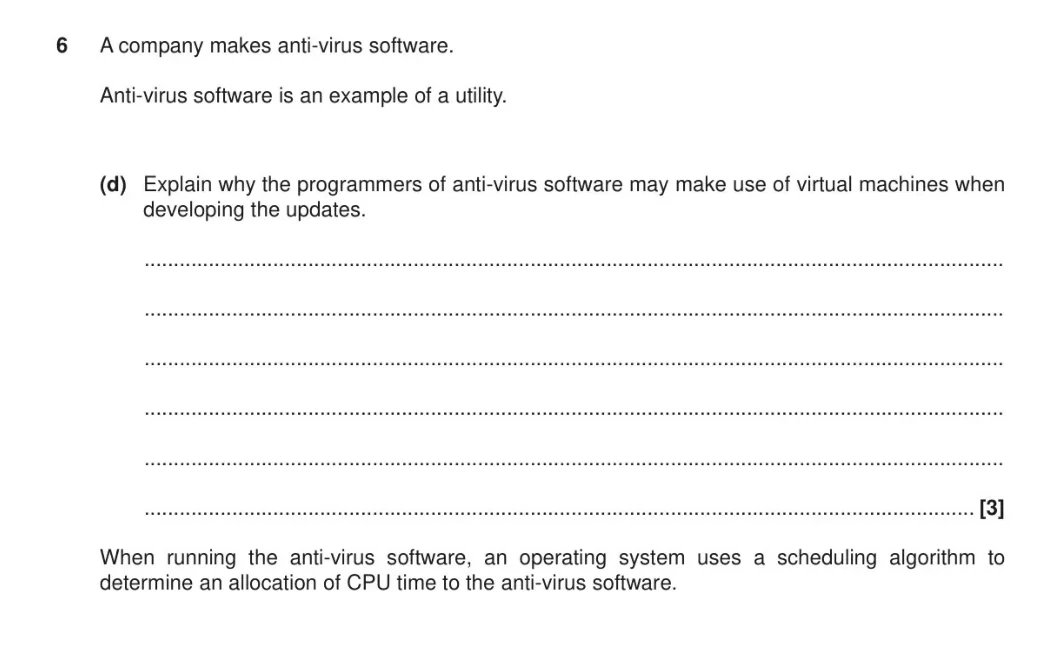 6 A company makes anti-virus software.
Anti-virus software is an example of a utility.
(d) Explain why the programmers of anti-virus software may make use of virtual machines when
developing the updates.
...................................................................................................................................................
...................................................................................................................................................
...................................................................................................................................................
...................................................................................................................................................
...................................................................................................................................................
.............................................................................................................................................. [3]
When running the anti-virus software, an operating system uses a scheduling algorithm to
determine an allocation of CPU time to the anti-virus software.